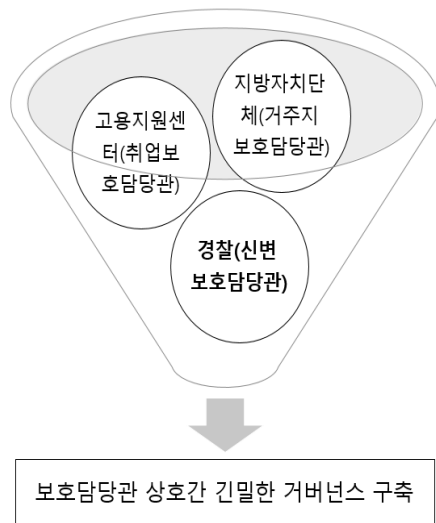 고용지원센
터(취업보
호담당관)
지방자치단
체(거주지
보호담당관)
경찰(신변
보호담당관)
보호담당관 상호간 긴밀한 거버넌스 구축